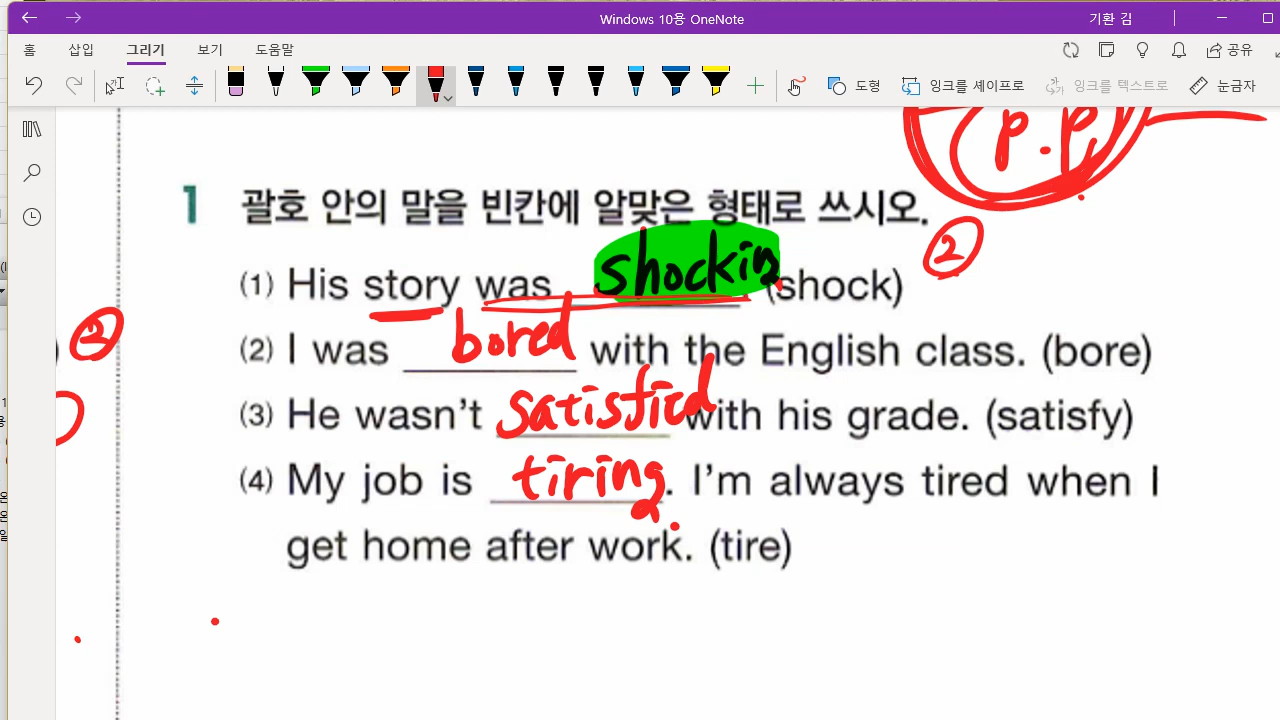 Windows 10용 OneNote
기환 김
홈 삽입 그리기 보기 도움말
공유
도형 잉크를 셰이프로 잉크를 텍스트로 눈금자
p.p
1 괄호 안의 말을 빈칸에 알맞은 형태로 쓰시오.
②
(1) His story was shocking (shock)
②
(2) I was bored with the English class. (bore)
(3) He wasn't satisfied with his grade. (satisfy)
(4) My job is tiring. I'm always tired when I
get home after work. (tire)